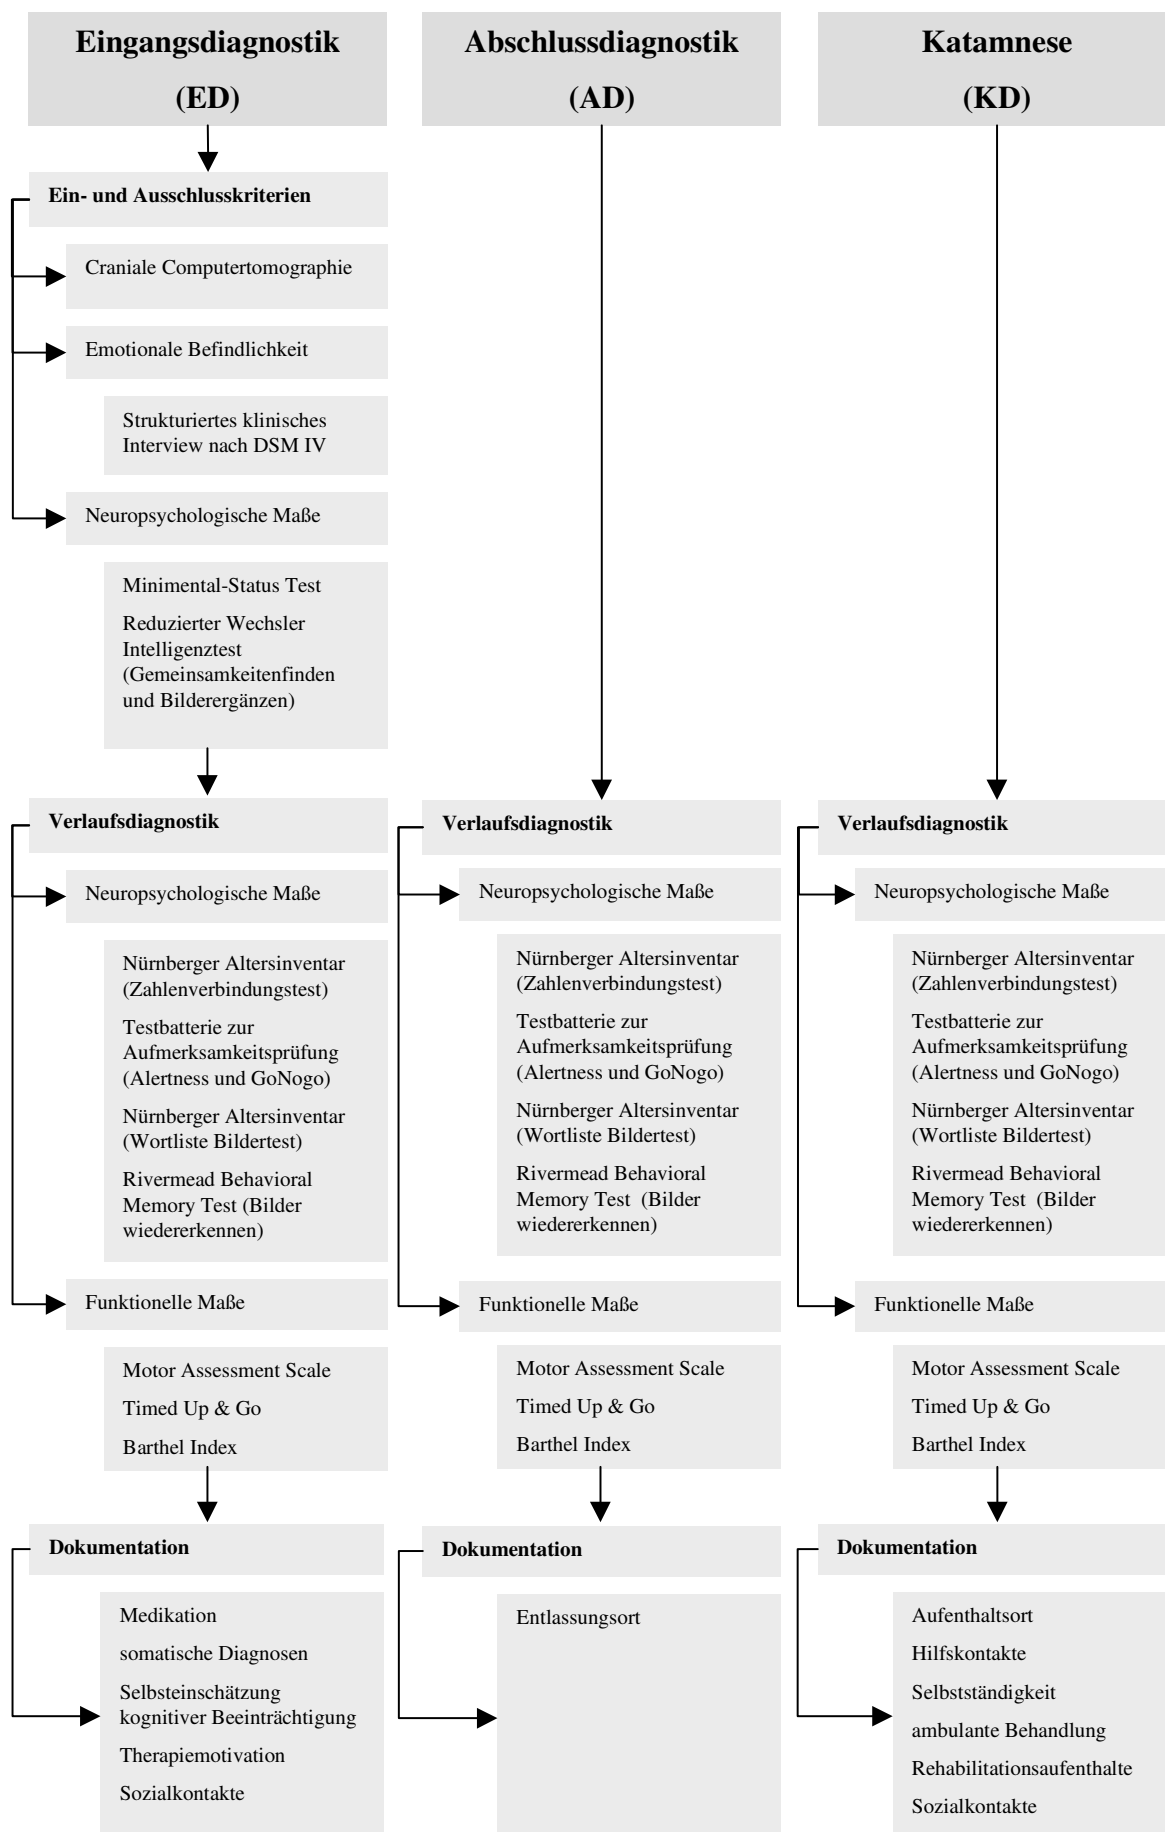 Eingangsdiagnostik
(ED)
Ein- und Ausschlusskriterien
Craniale Computertomographie
Emotionale Befindlichkeit
Strukturiertes klinisches
Interview nach DSM IV
Neuropsychologische Maße
Minimental-Status Test
Reduzierter Wechsler
Intelligenztest
(Gemeinsamkeitenfinden
und Bilderergänzen)
Verlaufsdiagnostik
Neuropsychologische Maße
Nürnberger Altersinventar
(Zahlenverbindungstest)
Testbatterie zur
Aufmerksamkeitsprüfung
(Alertness und GoNogo)
Nürnberger Altersinventar
(Wortliste Bildertest)
Rivermead Behavioral
Memory Test (Bilder
wiedererkennen)
Funktionelle Maße
Motor Assessment Scale
Timed Up & Go
Barthel Index
Dokumentation
Medikation
somatische Diagnosen
Selbsteinschätzung
kognitiver Beeinträchtigung
Therapiemotivation
Sozialkontakte
Abschlussdiagnostik
(AD)
Verlaufsdiagnostik
Neuropsychologische Maße
Nürnberger Altersinventar
(Zahlenverbindungstest)
Testbatterie zur
Aufmerksamkeitsprüfung
(Alertness und GoNogo)
Nürnberger Altersinventar
(Wortliste Bildertest)
Rivermead Behavioral
Memory Test (Bilder
wiedererkennen)
Funktionelle Maße
Motor Assessment Scale
Timed Up & Go
Barthel Index
Dokumentation
Entlassungsort
Katamnese
(KD)
Verlaufsdiagnostik
Neuropsychologische Maße
Nürnberger Altersinventar
(Zahlenverbindungstest)
Testbatterie zur
Aufmerksamkeitsprüfung
(Alertness und GoNogo)
Nürnberger Altersinventar
(Wortliste Bildertest)
Rivermead Behavioral
Memory Test (Bilder
wiedererkennen)
Funktionelle Maße
Motor Assessment Scale
Timed Up & Go
Barthel Index
Dokumentation
Aufenthaltsort
Hilfskontakte
Selbstständigkeit
ambulante Behandlung
Rehabilitationsaufenthalte
Sozialkontakte